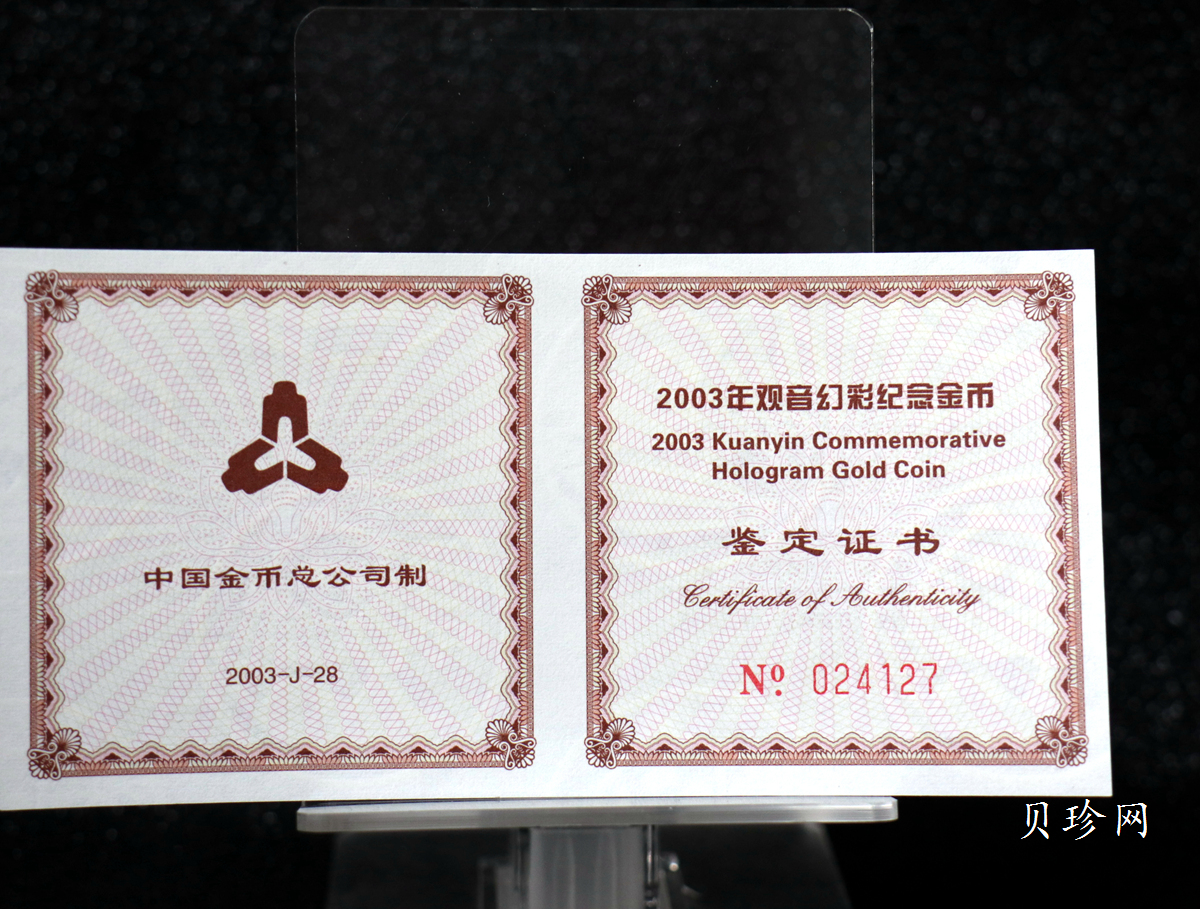 中国金币总公司制
2003-J-28
2003年观音幻彩纪念金币
2003 Kuanyin Commemorative
Hologram Gold Coin
鉴定证书
Certificate of Authenticity
Nº 024127
贝珍网